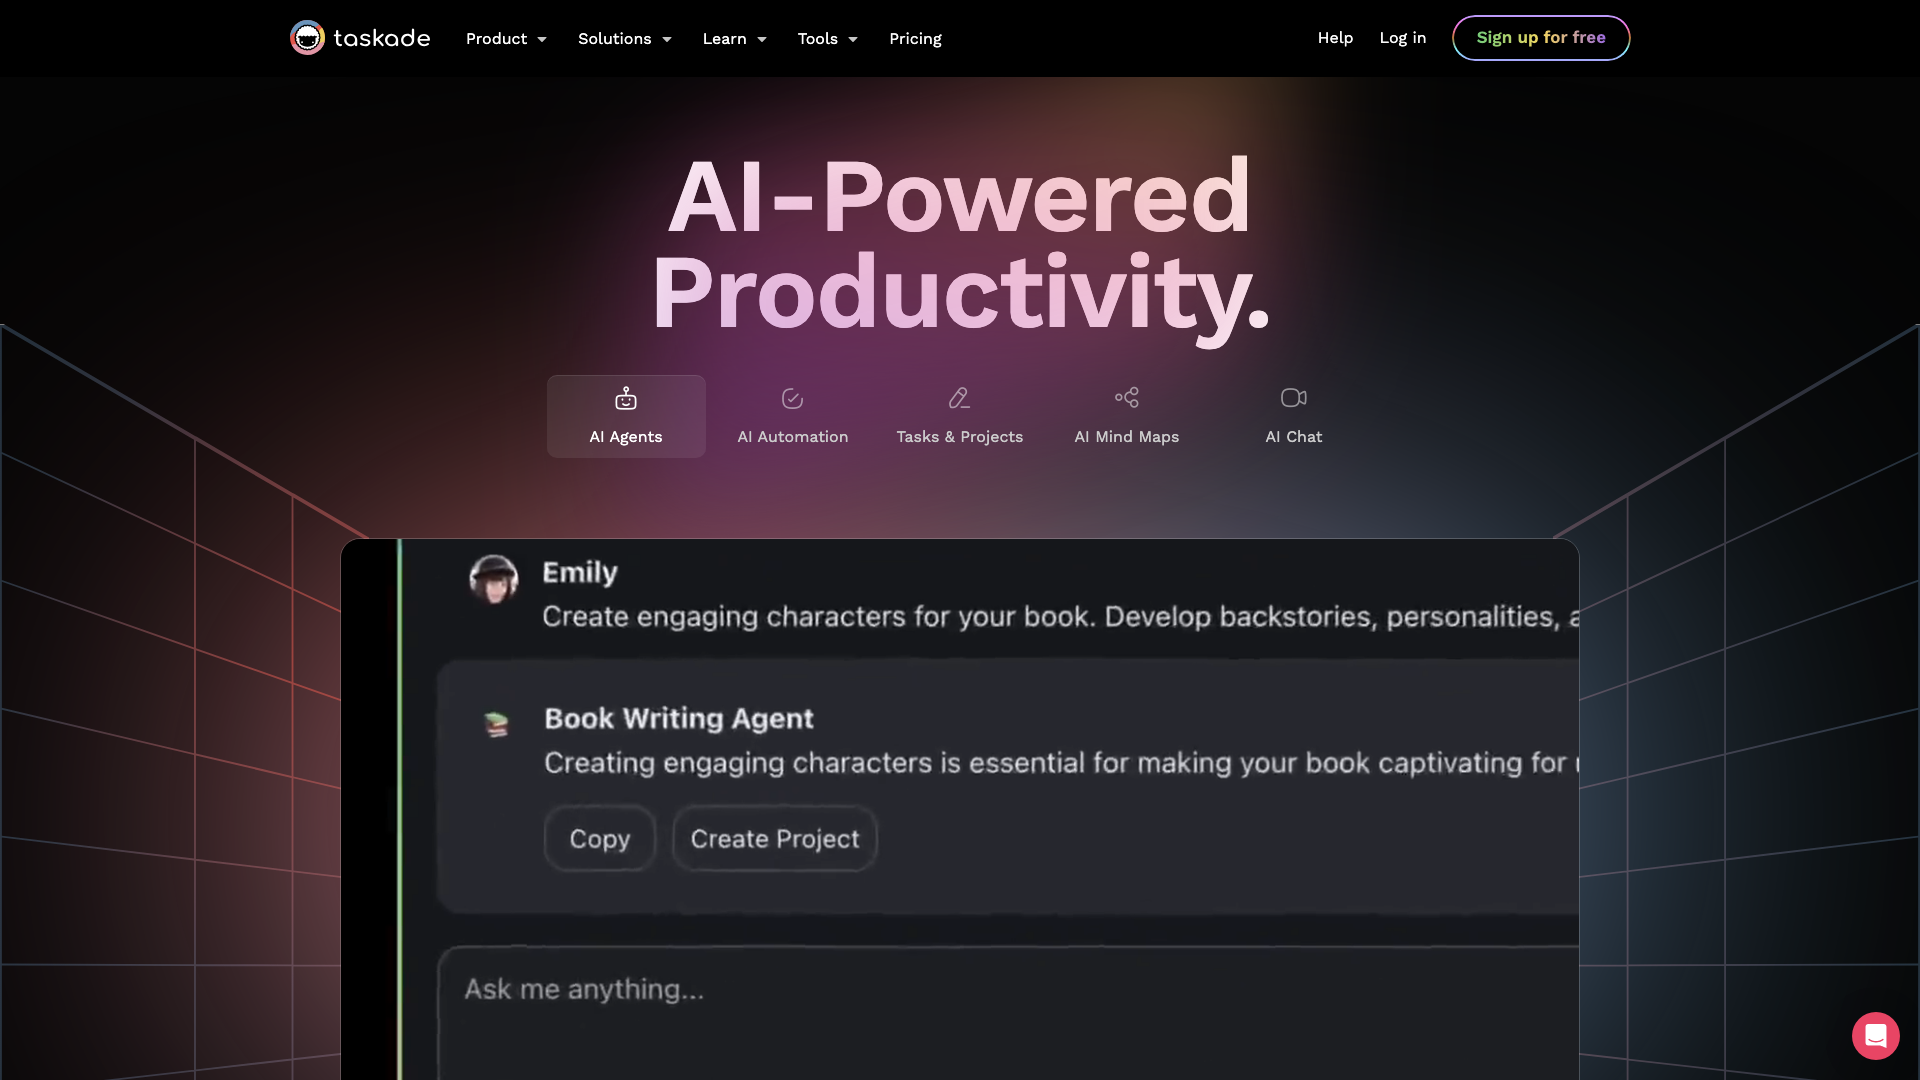 taskade
Product
Solutions
Learn
Tools
Pricing
Help
Log in
Sign up for free
AI-Powered
Productivity.
AI Agents
AI Automation
Tasks & Projects
AI Mind Maps
AI Chat
Emily
Create engaging characters for your book. Develop backstories, personalities,
Book Writing Agent
Creating engaging characters is essential for making your book captivating for
Copy
Create Project
Ask me anything...